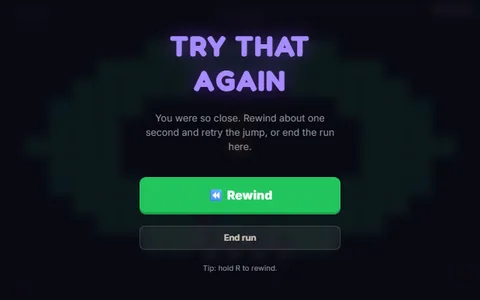 TRY THAT
AGAIN
You were so close. Rewind about one
second and retry the jump, or end the run
here.
⏪ Rewind
End run
Tip: hold R to rewind.